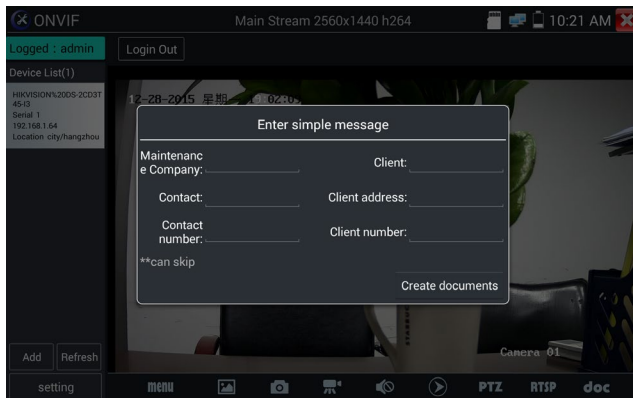 ONVIF
Main Stream 2560x1440 h264
10:21 AM
Logged : admin
Login Out
Device List(1)
HIKVISION%20DS-2CD3T
45-I3
Serial 1
192.168.1.64
Location city/hangzhou
12-28-2015 星期
Enter simple message
Maintenanc
e Company:
Client:
Contact:
Client address:
Contact
number:
Client number:
**can skip
Create documents
Camera 01
Add
Refresh
setting
menu
PTZ
RTSP
doc